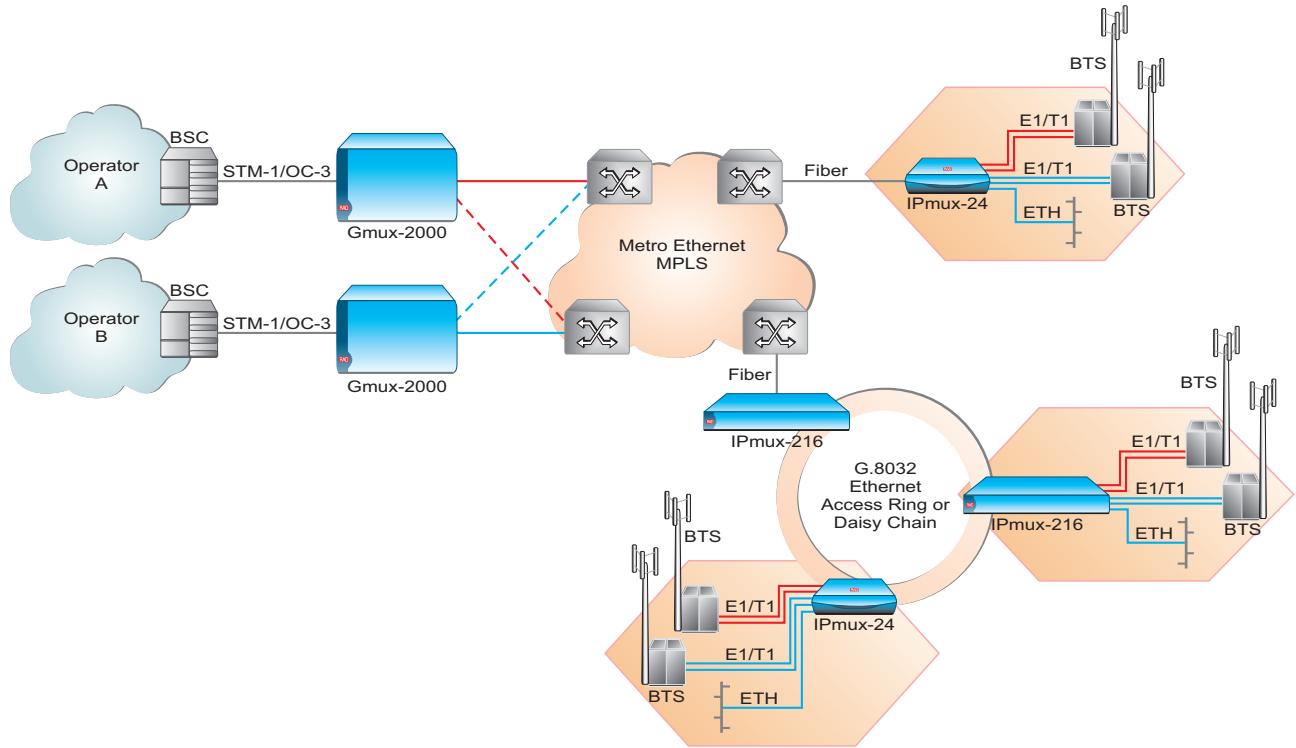 BTS
BSC
Operator
A
STM-1/OC-3
RAD
Gmux-2000
Fiber
E1/T1
E1/T1
IPmux-24
ETH
BTS
Metro Ethernet
MPLS
BSC
Operator
B
STM-1/OC-3
RAD
Gmux-2000
Fiber
IPmux-216
BTS
E1/T1
E1/T1
IPmux-216
ETH
BTS
G.8032
Ethernet
Access Ring or
Daisy Chain
BTS
E1/T1
IPmux-24
E1/T1
BTS
ETH